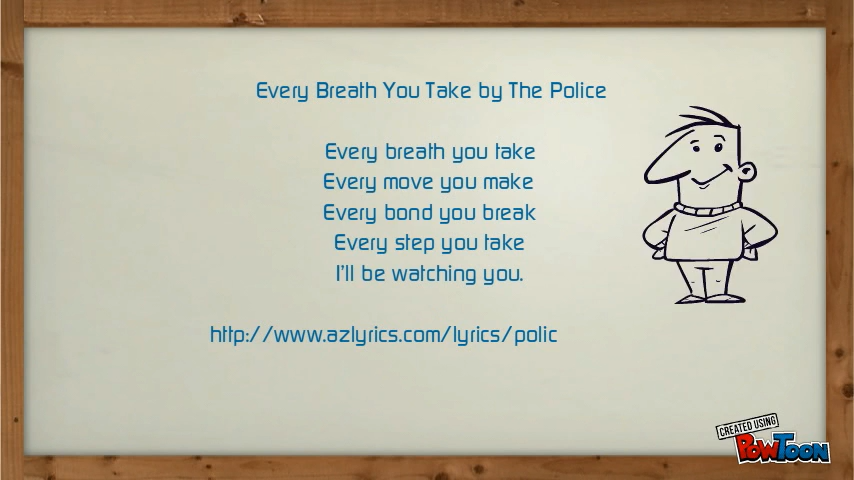 Every Breath You Take by The Police
Every breath you take
Every move you make
Every bond you break
Every step you take
I'll be watching you.
http://www.azlyrics.com/lyrics/polic
CREATED USING
POWTOON